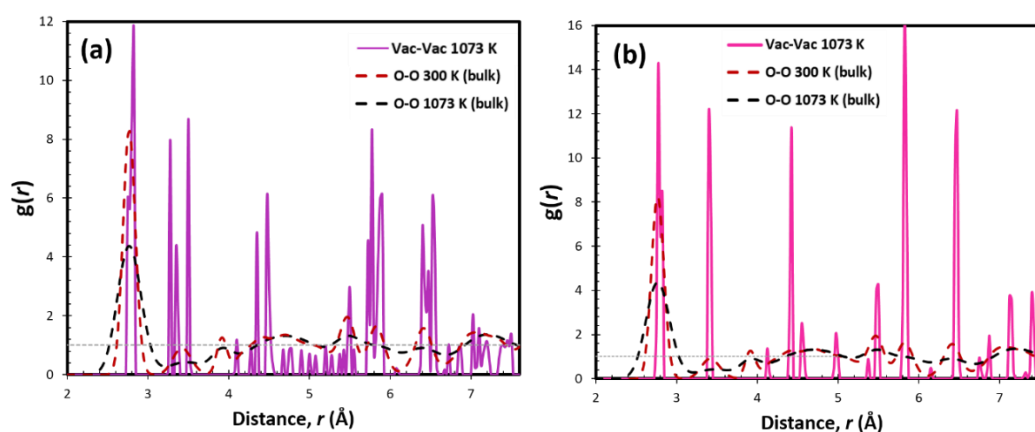 (a)
Vac-Vac 1073 K
O-O 300 K (bulk)
O-O 1073 K (bulk)
g(r)
12
10
8
6
4
2
0
2 3 4 5 6 7
Distance, r (Å)
(b)
Vac-Vac 1073 K
O-O 300 K (bulk)
O-O 1073 K (bulk)
g(r)
16
14
12
10
8
6
4
2
0
2 3 4 5 6 7
Distance, r (Å)